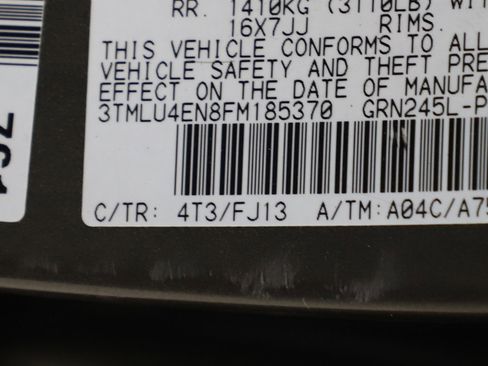 RR. 1410KG (3110LB) WIT
16X7JJ RIMS
THIS VEHICLE CONFORMS TO ALL
VEHICLE SAFETY AND THEFT PRE
EFFECT ON THE DATE OF MANUFA
3TMLU4EN8FM185370 GRN245L-P
C/TR: 4T3/FJ13 A/TM: A04C/A75